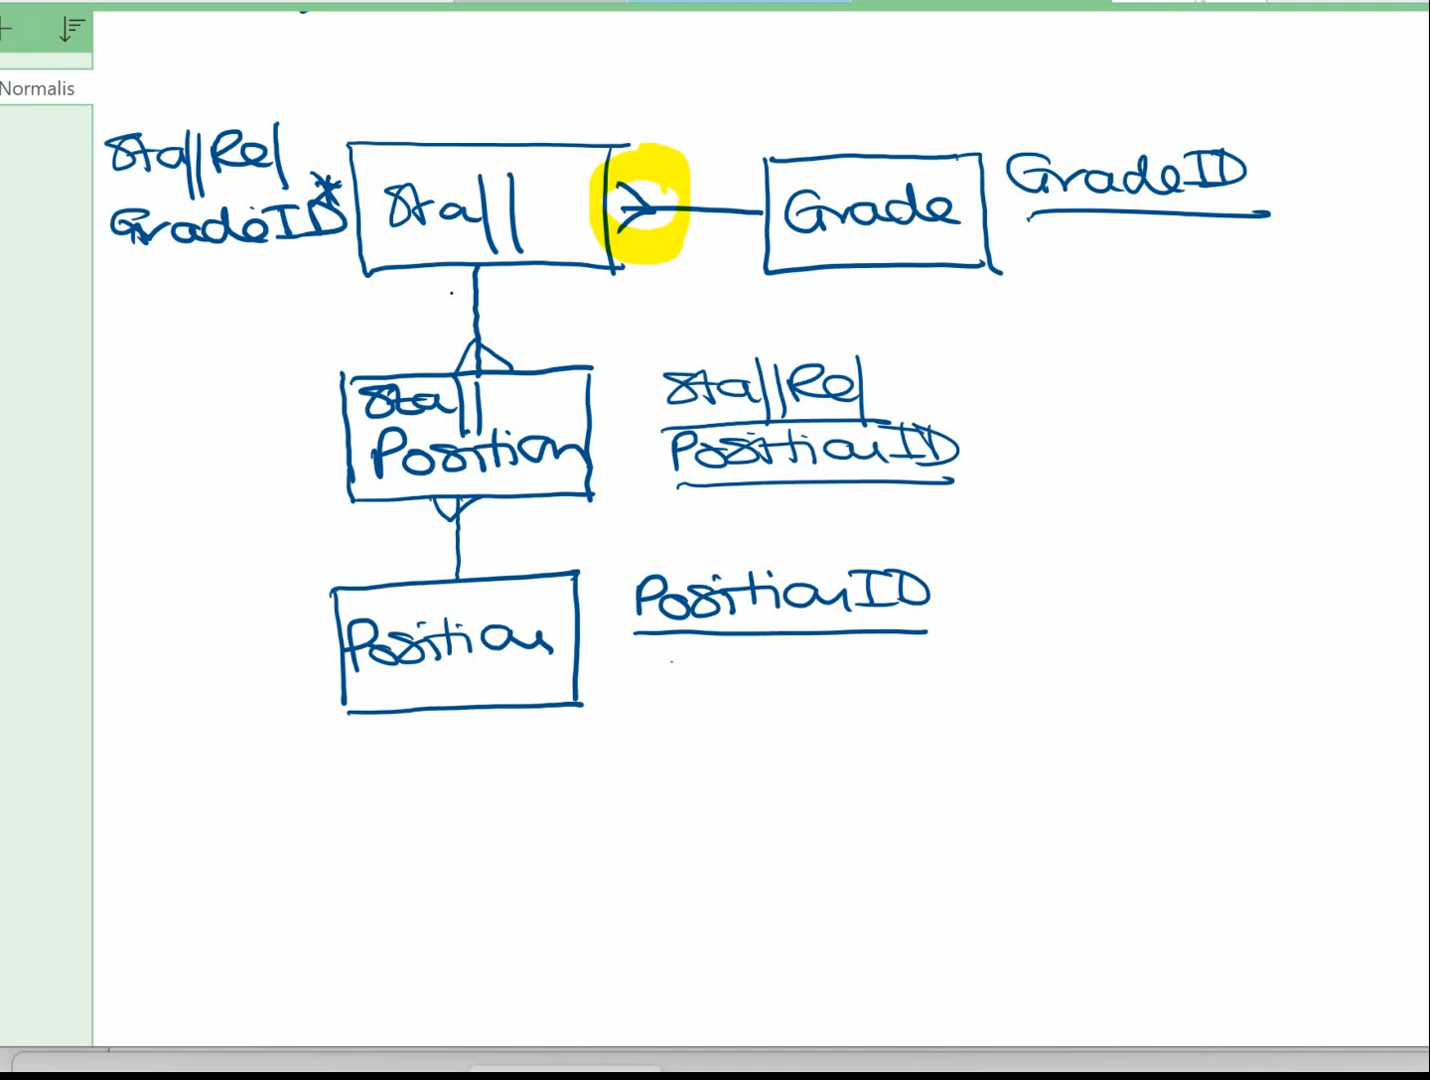 Normalis
StaffRef
GradeID*
Staff
Grade
GradeID
Staff
Position
StaffRef
PositionID
Position
PositionID